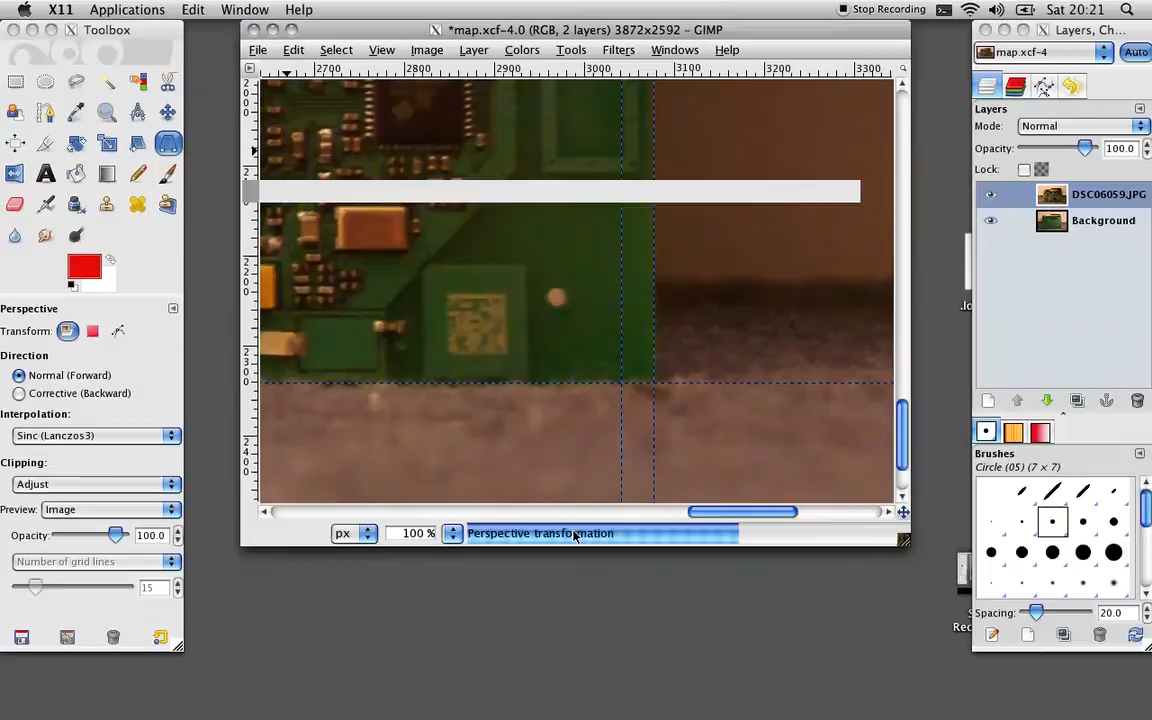 X11 Applications Edit Window Help Stop Recording Sat 20:21
Toolbox
*map.xcf-4.0 (RGB, 2 layers) 3872x2592 - GIMP
Layers, Ch...
File Edit Select View Image Layer Colors Tools Filters Windows Help
map.xcf-4 Auto
2700 2800 2900 3000 3100 3200 3300
Layers
Mode: Normal
Opacity: 100.0
Lock:
DSC06059.JPG
Background
Perspective
Transform:
Direction
Normal (Forward)
Corrective (Backward)
Interpolation:
Sinc (Lanczos3)
Clipping:
Adjust
Preview: Image
Opacity: 100.0
Number of grid lines
15
px 100 % Perspective transformation
Brushes
Circle (05) (7 × 7)
Spacing: 20.0